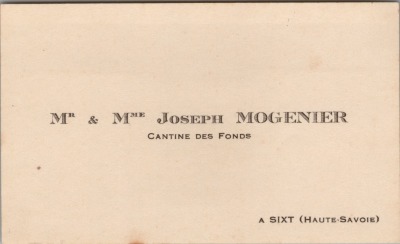 Mr & Mme Joseph MOGENIER
Cantine des Fonds
A SIXT (Haute-Savoie)